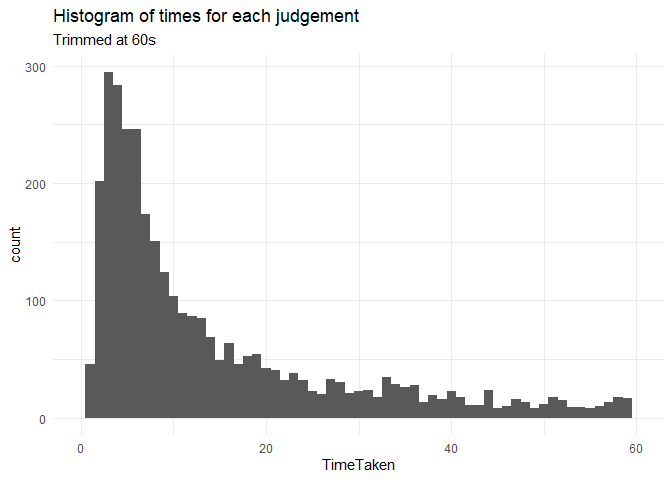 Histogram of times for each judgement
Trimmed at 60s
300
200
100
0
count
0 20 40 60
TimeTaken